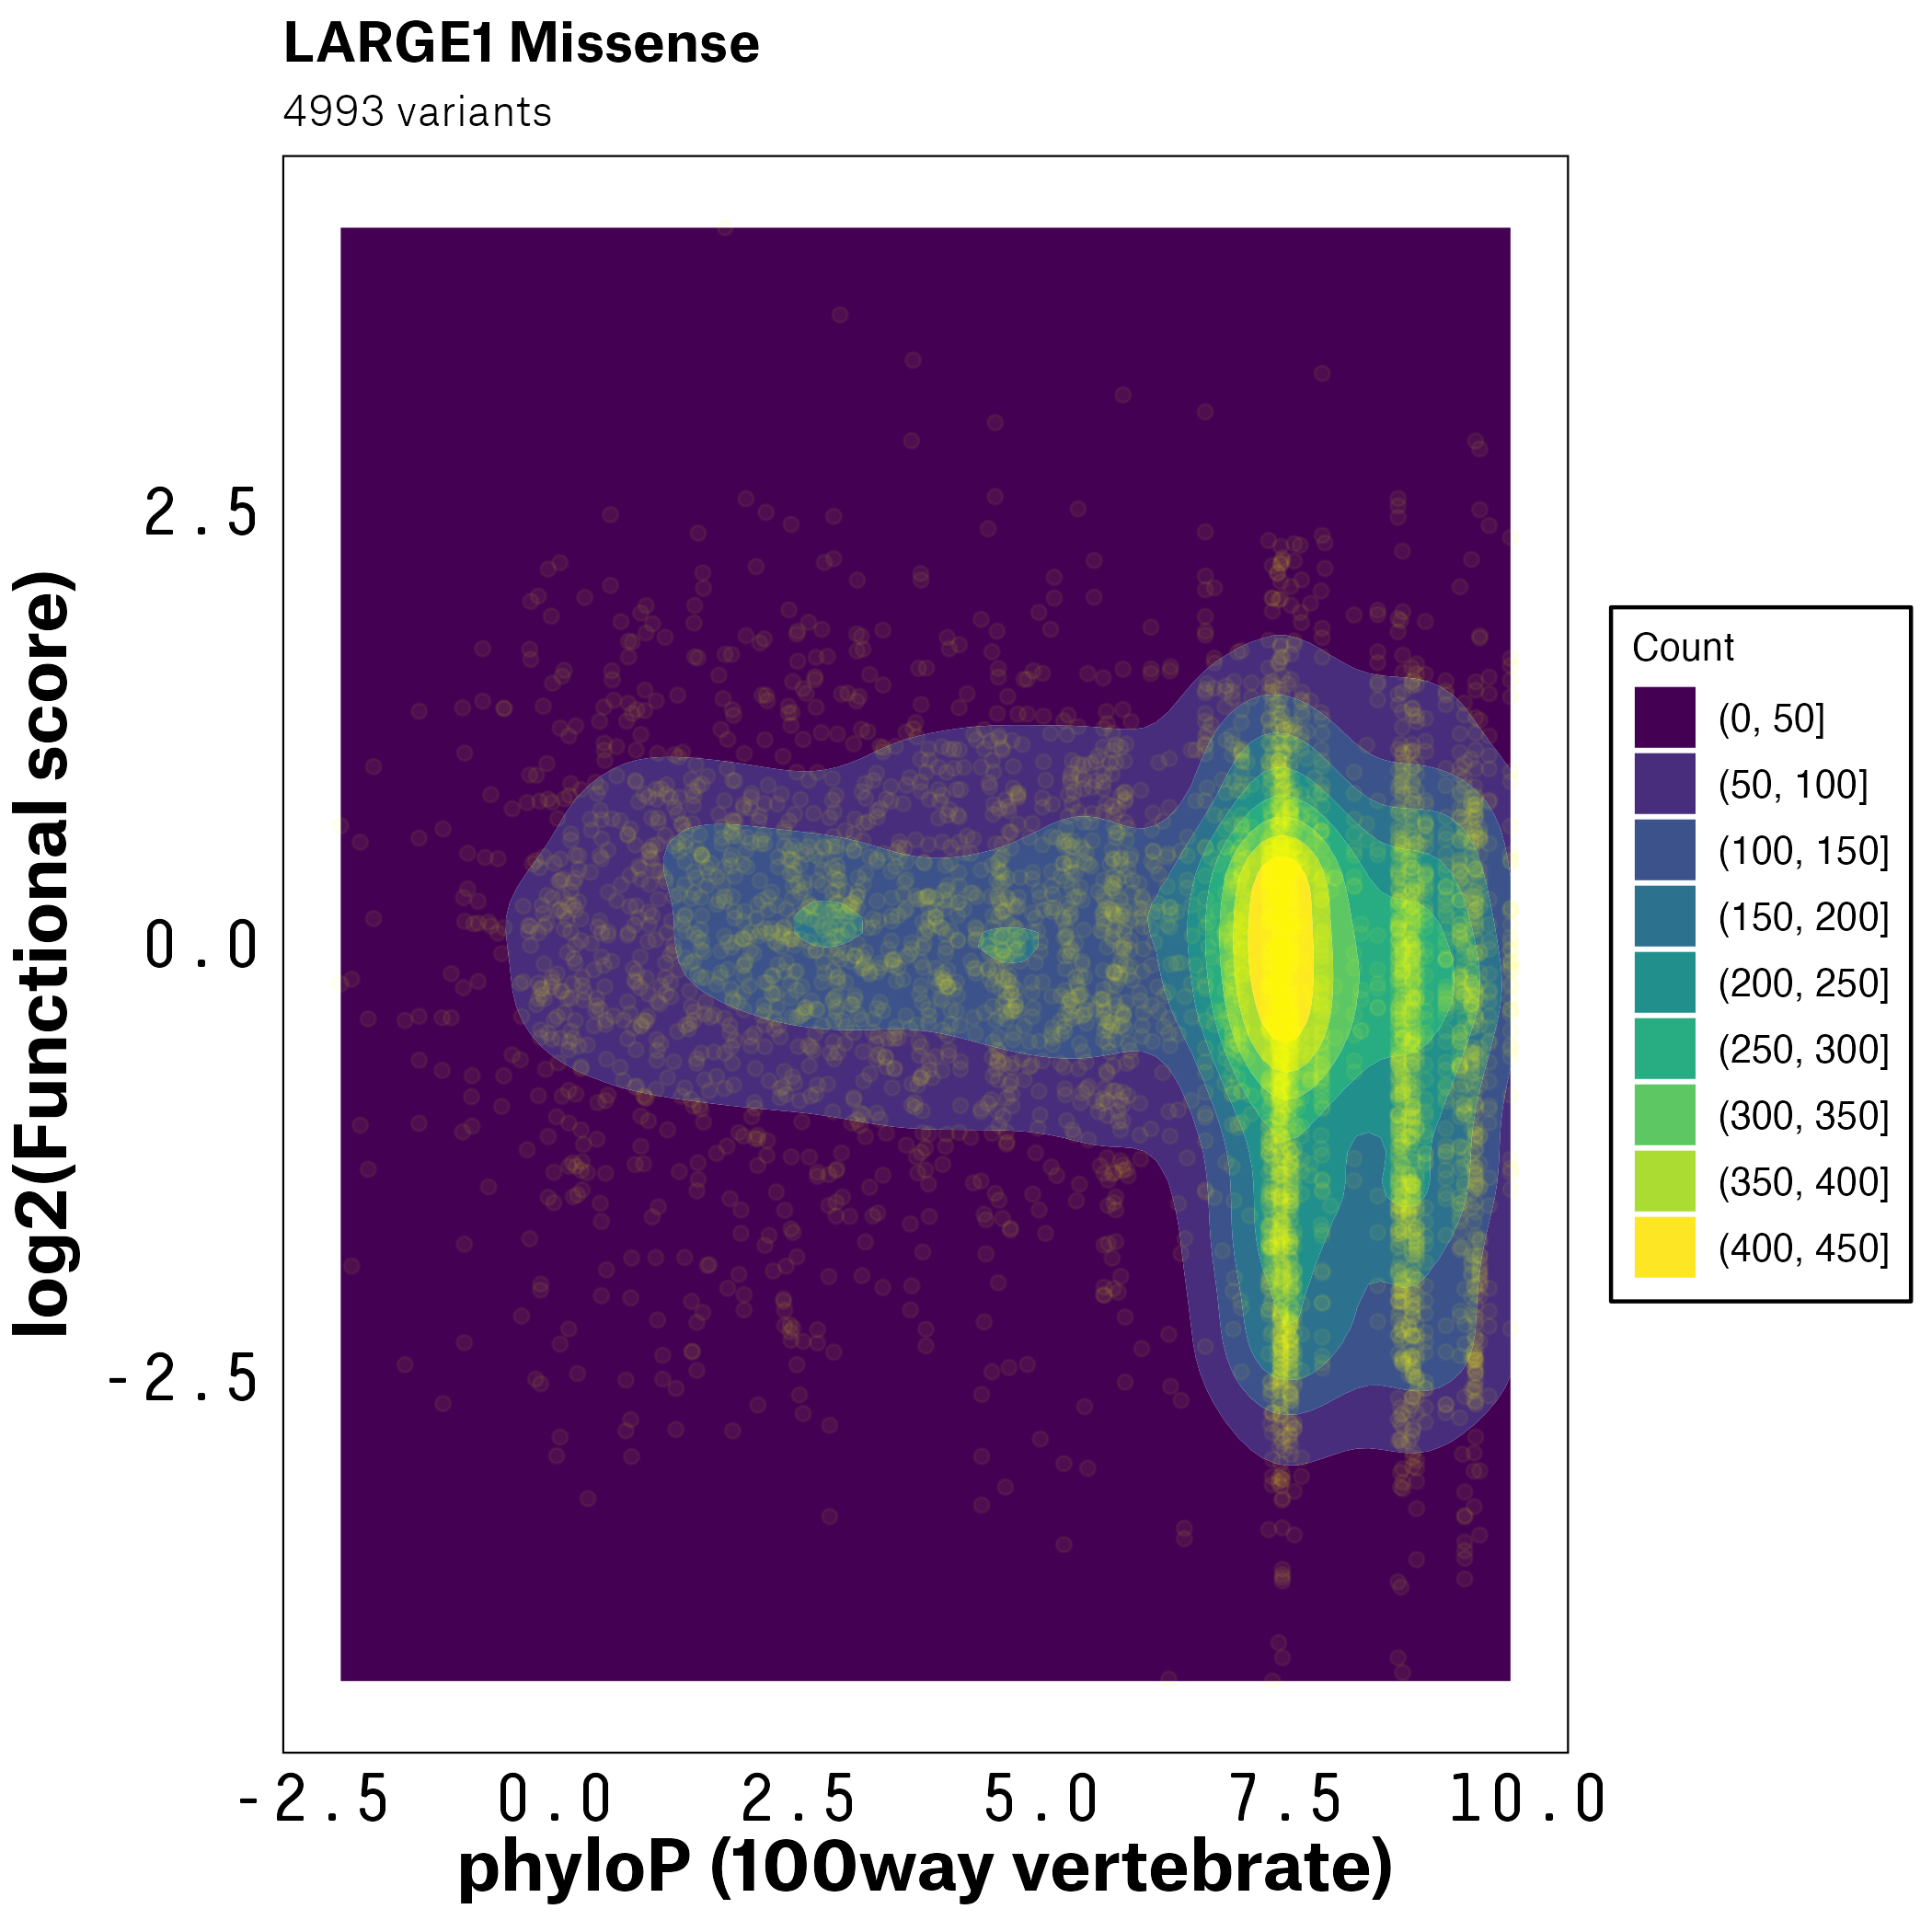 LARGE1 Missense
4993 variants
log2(Functional score)
2.5
0.0
-2.5
-2.5 0.0 2.5 5.0 7.5 10.0
phyloP (100way vertebrate)
Count
(0, 50]
(50, 100]
(100, 150]
(150, 200]
(200, 250]
(250, 300]
(300, 350]
(350, 400]
(400, 450]